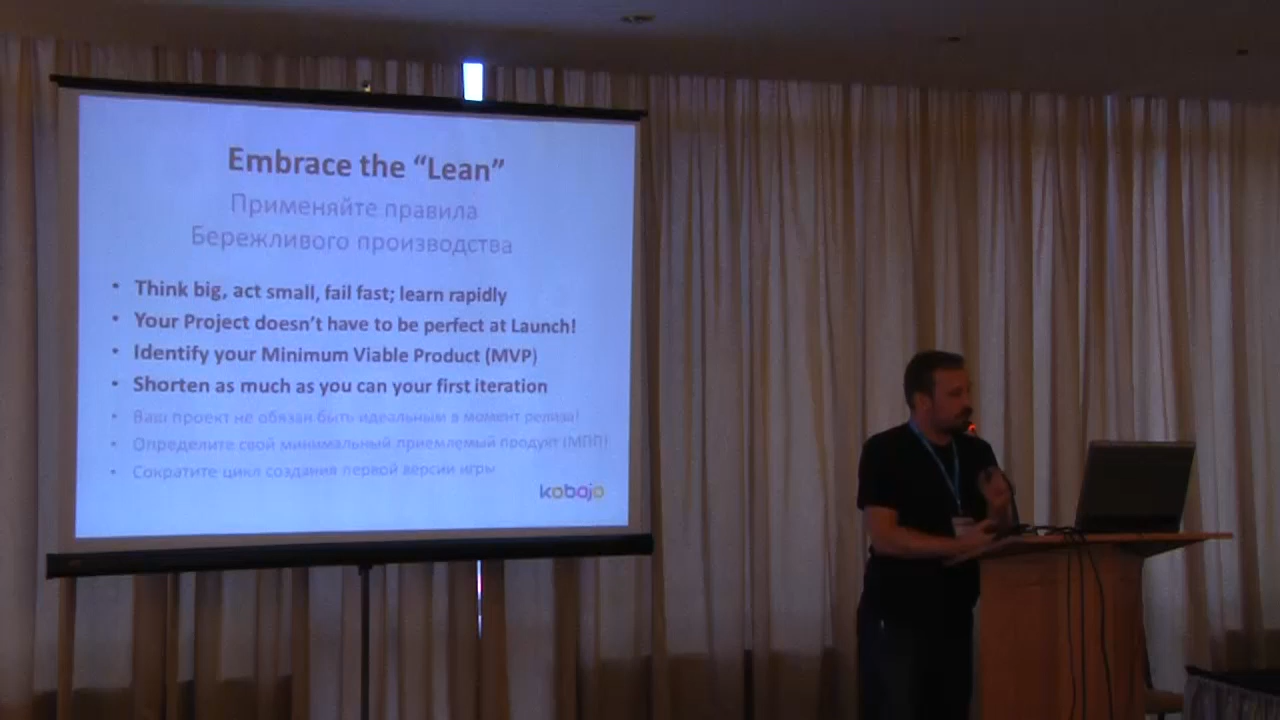 Embrace the “Lean”
Применяйте правила
Бережливого производства
• Think big, act small, fail fast; learn rapidly
• Your Project doesn’t have to be perfect at Launch!
• Identify your Minimum Viable Product (MVP)
• Shorten as much as you can your first iteration
• Ваш проект не обязан быть идеальным в момент релиза!
• Определите свой минимальный приемлемый продукт (МПП)
• Сократите цикл создания первой версии игры
kobojo